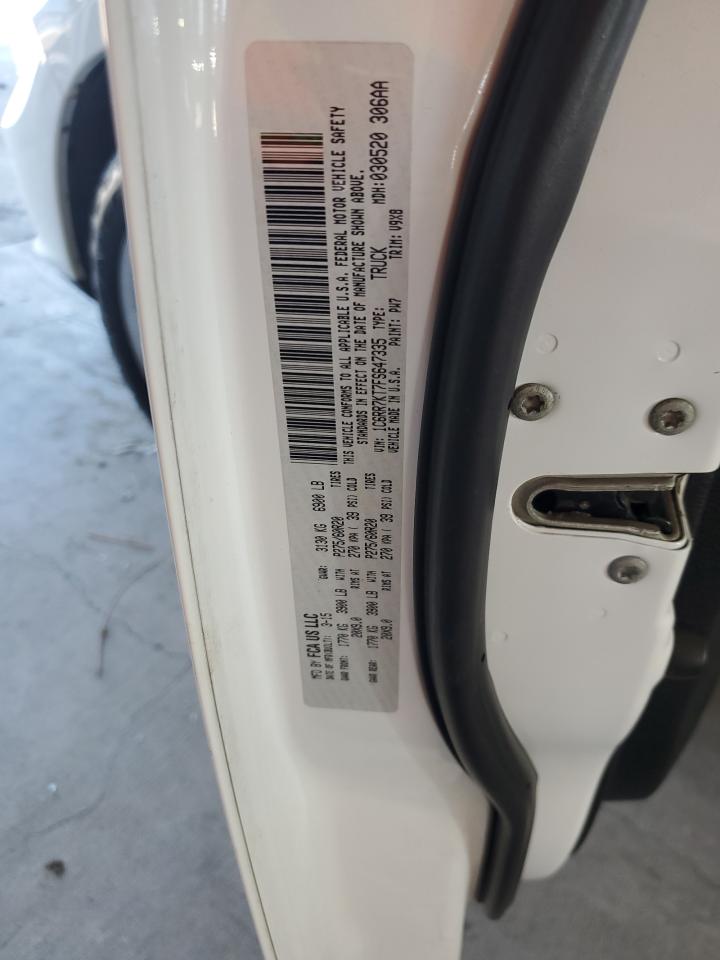 MFD BY FCA US LLC
DATE OF MFD(BUILT): 3-15 GVWR: 3130 KG 6900 LB
GAWR FRONT: 1770 KG 3900 LB WITH P275/60R20 TIRES
20X9.0 RIMS AT 270 KPA ( 39 PSI) COLD
GAWR REAR: 1770 KG 3900 LB WITH P275/60R20 TIRES
20X9.0 RIMS AT 270 KPA ( 39 PSI) COLD
THIS VEHICLE CONFORMS TO ALL APPLICABLE U.S.A. FEDERAL MOTOR VEHICLE SAFETY
STANDARDS IN EFFECT ON THE DATE OF MANUFACTURE SHOWN ABOVE.
VIN: 1C6RR7KT7FS647335 TYPE: TRUCK MDH:030520 306AA
VEHICLE MADE IN U.S.A. PAINT: PW7 TRIM: V9X8